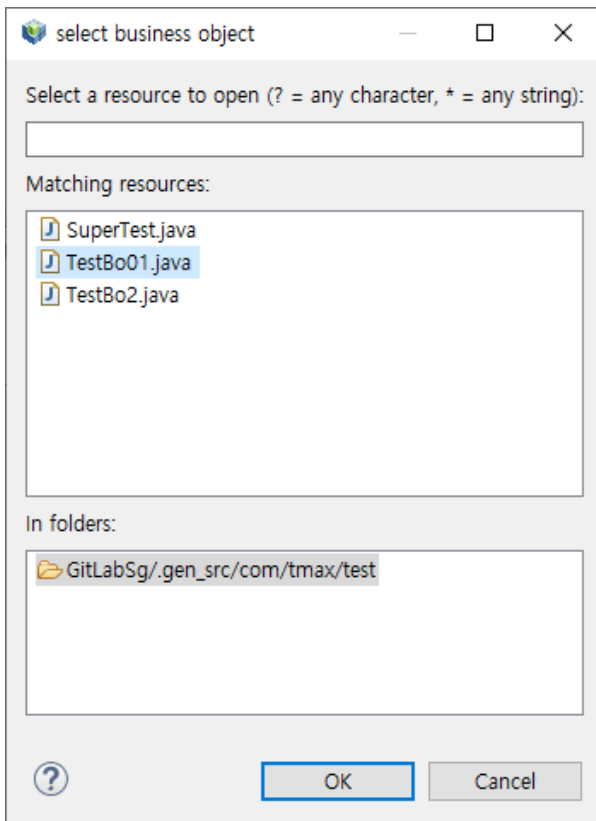 select business object
Select a resource to open (? = any character, * = any string):
Matching resources:
SuperTest.java
TestBo01.java
TestBo2.java
In folders:
GitLabSg/.gen_src/com/tmax/test
OK Cancel